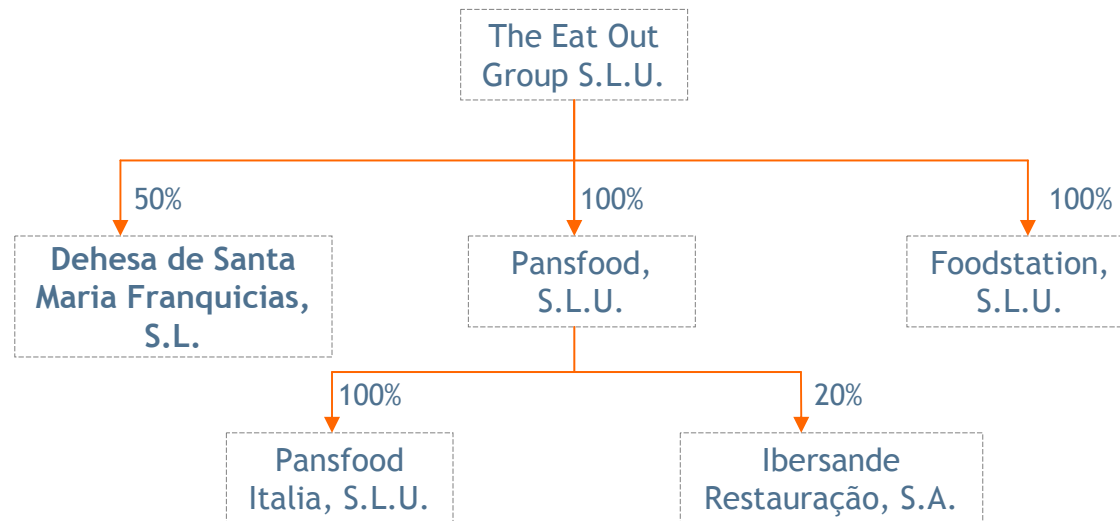 The Eat Out
Group S.L.U.
50%
100%
100%
Dehesa de Santa
Maria Franquicias,
S.L.
Pansfood,
S.L.U.
Foodstation,
S.L.U.
100%
20%
Pansfood
Italia, S.L.U.
Ibersande
Restauração, S.A.